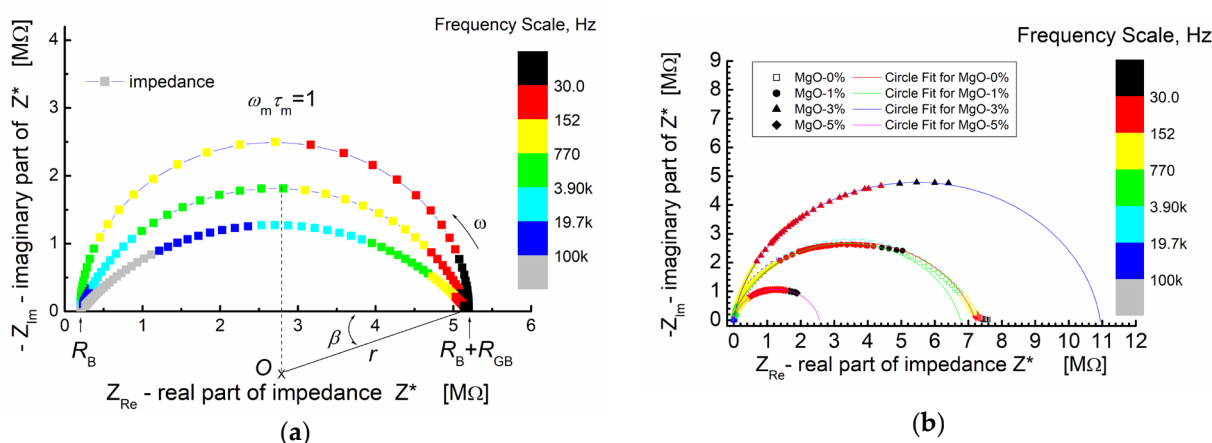 Frequency Scale, Hz
impedance
ω_mτ_m=1
30.0
152
770
3.90k
19.7k
100k
ω
- Z_Im - imaginary part of Z* [MΩ]
5
4
3
2
1
0
0 1 2 3 4 5 6
β
r
O
R_B
R_B+R_GB
Z_Re - real part of impedance Z* [MΩ]
(a)
Frequency Scale, Hz
MgO-0% Circle Fit for MgO-0%
MgO-1% Circle Fit for MgO-1%
MgO-3% Circle Fit for MgO-3%
MgO-5% Circle Fit for MgO-5%
30.0
152
770
3.90k
19.7k
100k
-Z_Im - imaginary part of Z* [MΩ]
9
8
7
6
5
4
3
2
1
0
0 1 2 3 4 5 6 7 8 9 10 11 12
Z_Re- real part of impedance Z* [MΩ]
(b)